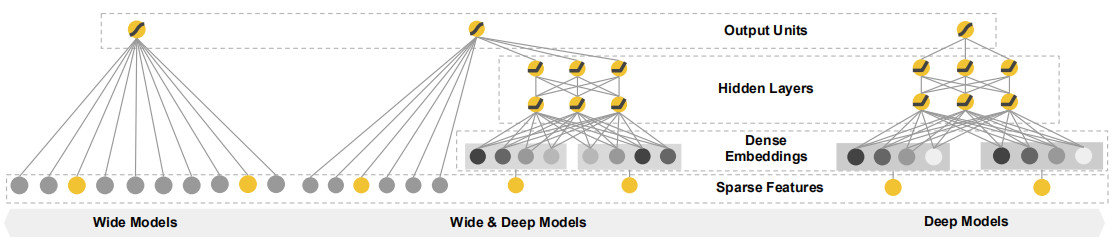 Output Units
Hidden Layers
Dense
Embeddings
Sparse Features
Wide Models
Wide & Deep Models
Deep Models